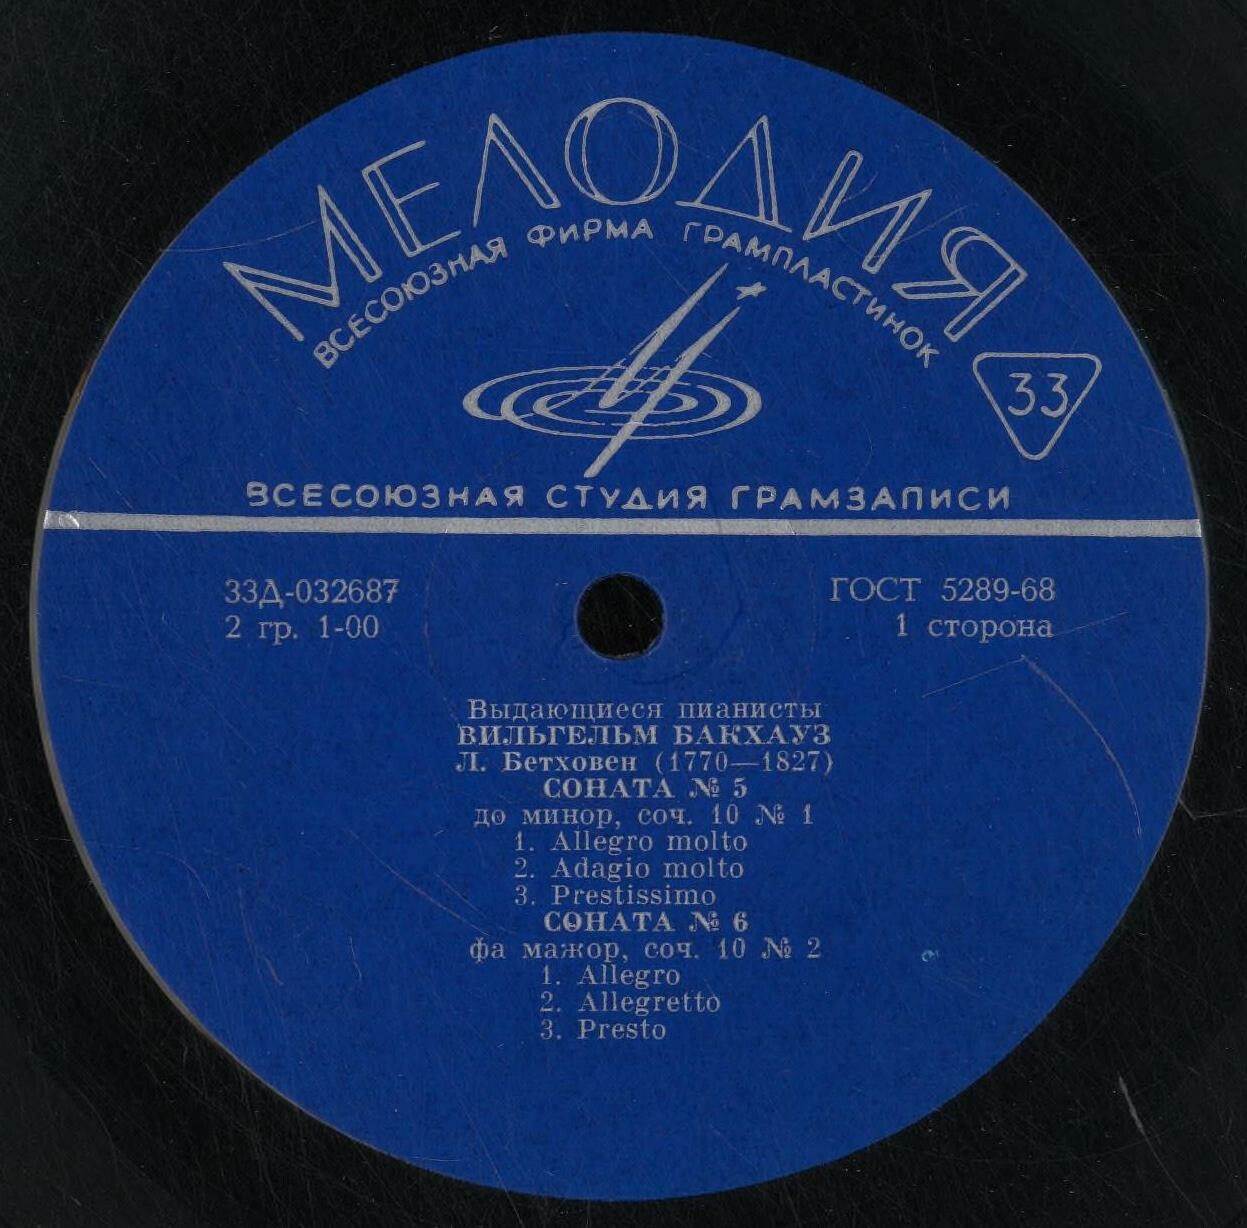 МЕЛОДИЯ
ВСЕСОЮЗНАЯ ФИРМА ГРАМПЛАСТИНОК
33
ВСЕСОЮЗНАЯ СТУДИЯ ГРАМЗАПИСИ
33Д-032687
2 гр. 1-00
ГОСТ 5289-68
1 сторона
Выдающиеся пианисты
ВИЛЬГЕЛЬМ БАКХАУЗ
Л. Бетховен (1770—1827)
СОНАТА № 5
до минор, соч. 10 № 1
1. Allegro molto
2. Adagio molto
3. Prestissimo
СОНАТА № 6
фа мажор, соч. 10 № 2
1. Allegro
2. Allegretto
3. Presto